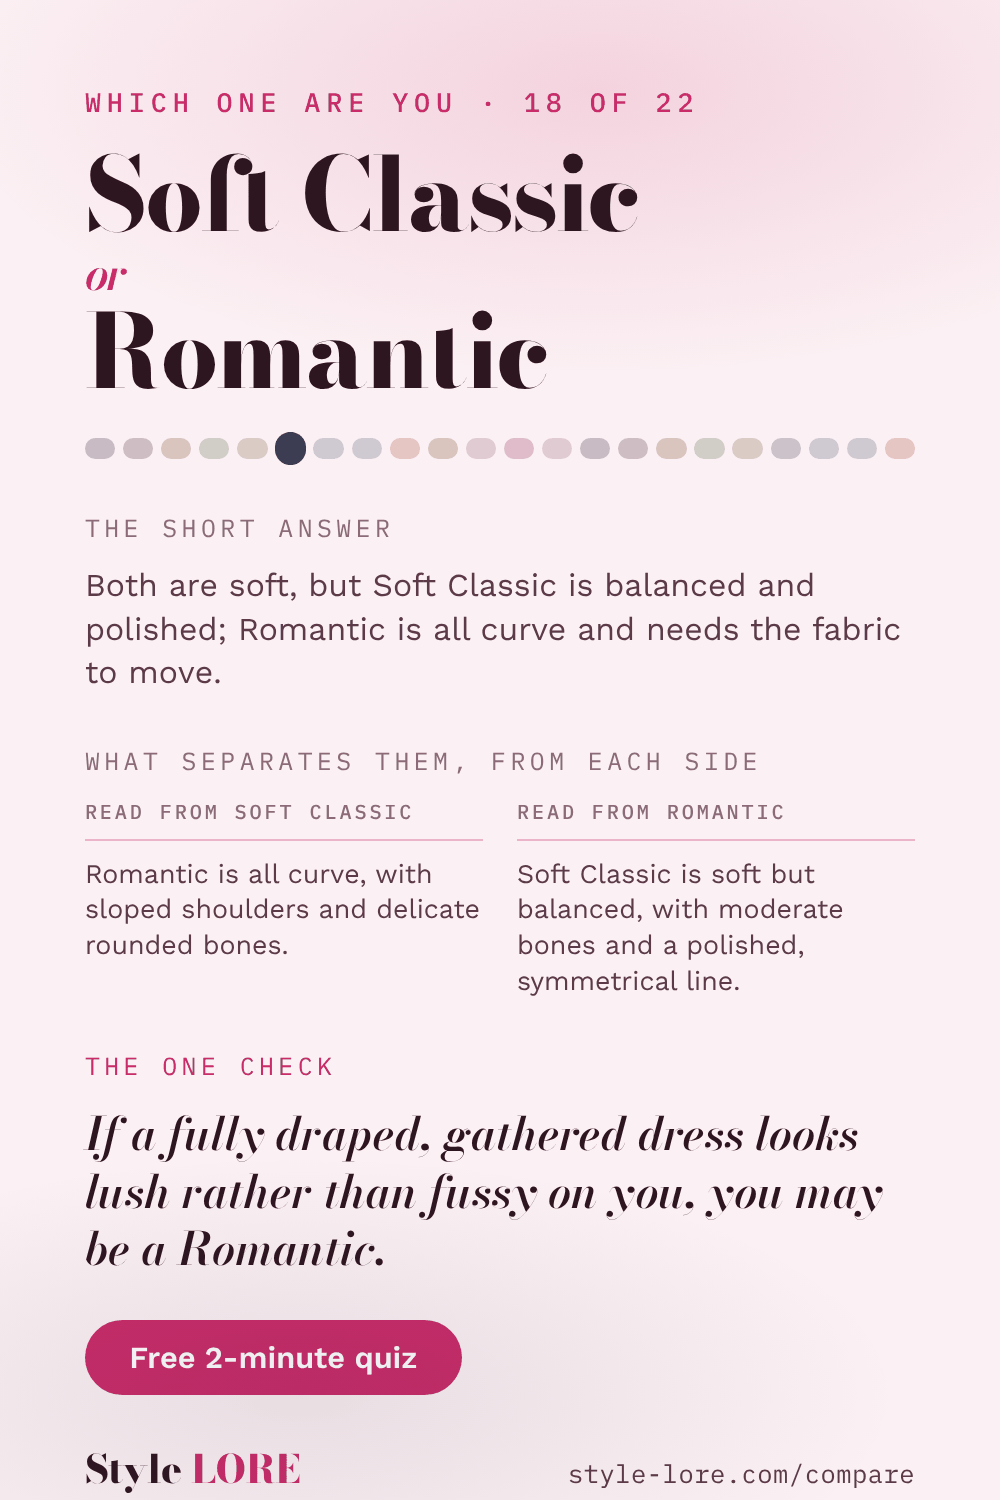 WHICH ONE ARE YOU · 18 OF 22
Soft Classic
or
Romantic
THE SHORT ANSWER
Both are soft, but Soft Classic is balanced and
polished; Romantic is all curve and needs the fabric
to move.
WHAT SEPARATES THEM, FROM EACH SIDE
READ FROM SOFT CLASSIC
Romantic is all curve, with
sloped shoulders and delicate
rounded bones.
READ FROM ROMANTIC
Soft Classic is soft but
balanced, with moderate
bones and a polished,
symmetrical line.
THE ONE CHECK
If a fully draped, gathered dress looks
lush rather than fussy on you, you may
be a Romantic.
Free 2-minute quiz
Style LORE
style-lore.com/compare